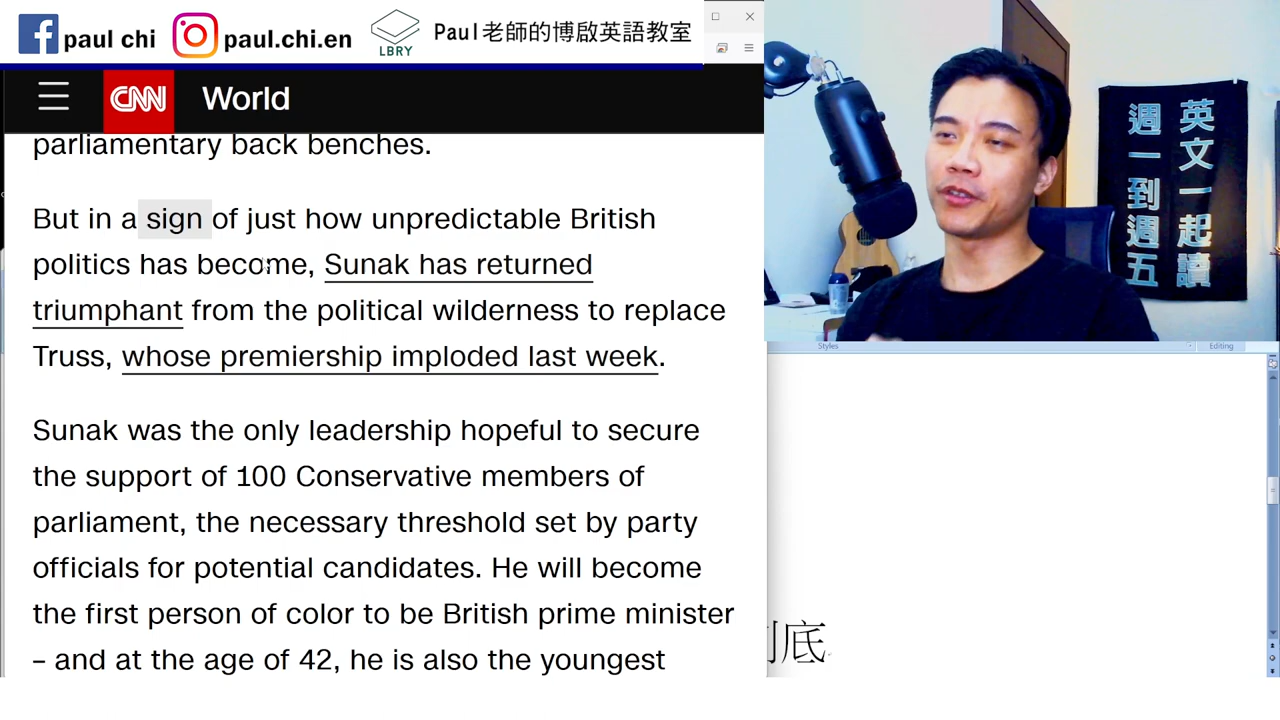 paul chi
paul.chi.en
LBRY
Paul老師的博啟英語教室
CNN
World
parliamentary back benches.
But in a sign of just how unpredictable British
politics has become, Sunak has returned
triumphant from the political wilderness to replace
Truss, whose premiership imploded last week.
Sunak was the only leadership hopeful to secure
the support of 100 Conservative members of
parliament, the necessary threshold set by party
officials for potential candidates. He will become
the first person of color to be British prime minister
– and at the age of 42, he is also the youngest
英文一起讀
週一到週五
Styles
Editing
到底